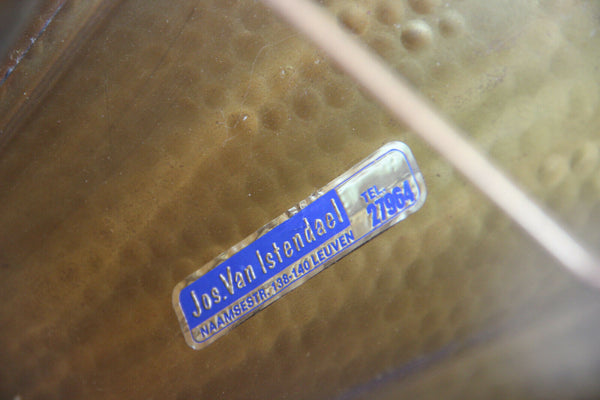 Jos.Van Istendael
NAAMSESTR. 138-140 LEUVEN
TEL.
27964